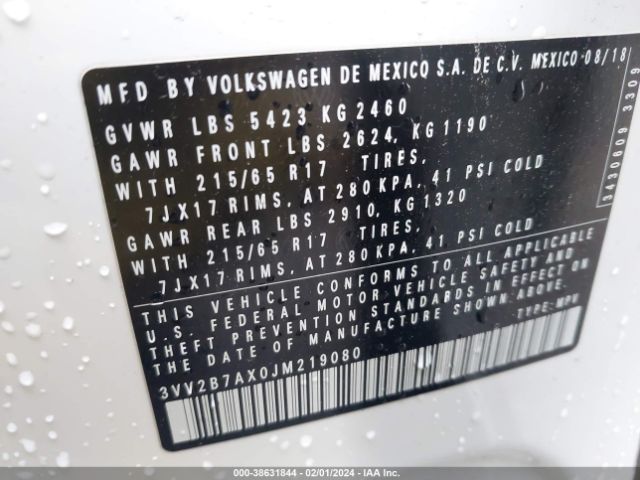 MFD BY VOLKSWAGEN DE MEXICO S.A. DE C.V. MEXICO-08/18
GVWR LBS 5423 KG 2460
GAWR FRONT LBS 2624, KG 1190
WITH 215/65 R17 TIRES,
7JX17 RIMS, AT 280 KPA, 41 PSI COLD
GAWR REAR LBS 2910, KG 1320
WITH 215/65 R17 TIRES,
7JX17 RIMS, AT 280 KPA, 41 PSI COLD
THIS VEHICLE CONFORMS TO ALL APPLICABLE
U.S. FEDERAL MOTOR VEHICLE SAFETY AND
THEFT PREVENTION STANDARDS IN EFFECT ON
THE DATE OF MANUFACTURE SHOWN ABOVE.
3VV2B7AX0JM219080 TYPE: MPV
3430609 3309
000-38631844 / 02/01/2024 - IAA Inc.